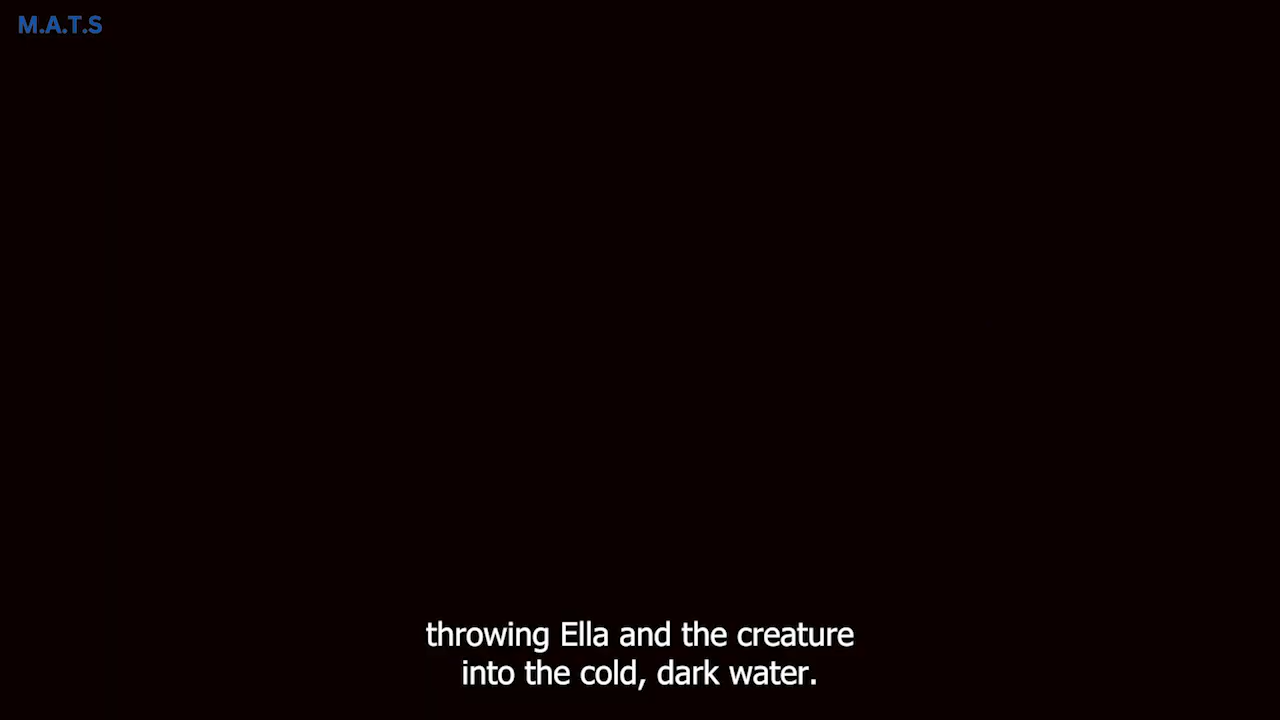 M.A.T.S
throwing Ella and the creature
into the cold, dark water.